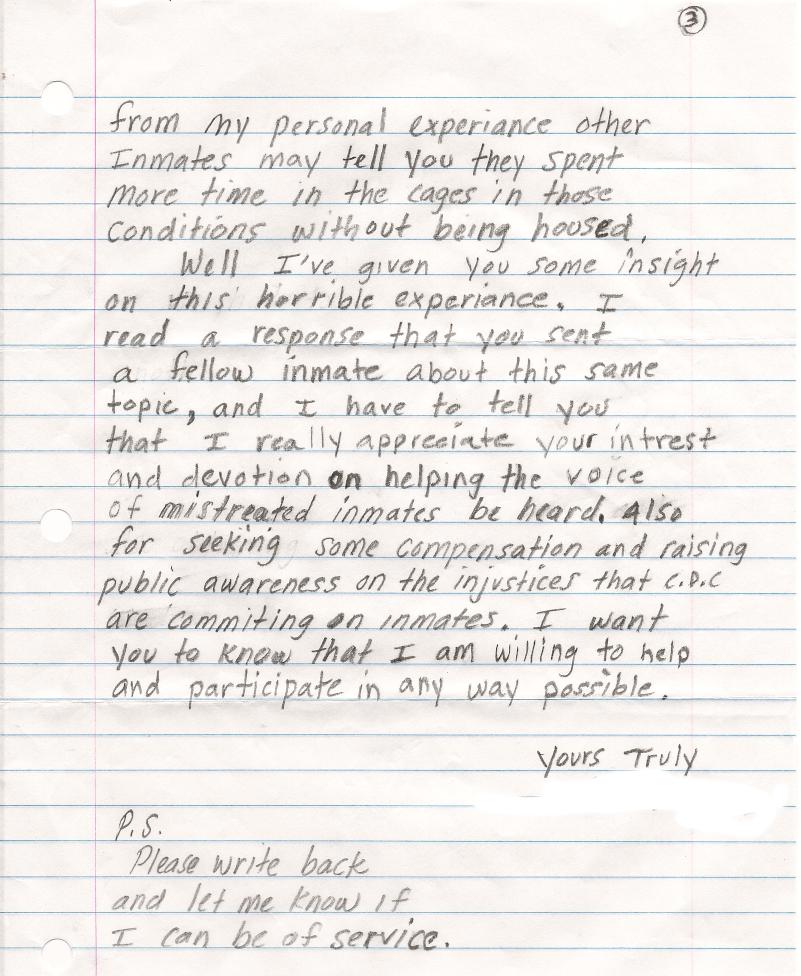 3
from my personal experiance other
Inmates may tell you they spent
more time in the cages in those
conditions without being housed.
Well I've given you some insight
on this horrible experiance. I
read a response that you sent
a fellow inmate about this same
topic, and I have to tell you
that I really appreciate your intrest
and devotion on helping the voice
of mistreated inmates be heard. Also
for seeking some compensation and raising
public awareness on the injustices that C.D.C
are commiting on inmates. I want
you to know that I am willing to help
and participate in any way possible.
Yours Truly
P.S.
Please write back
and let me know if
I can be of service.